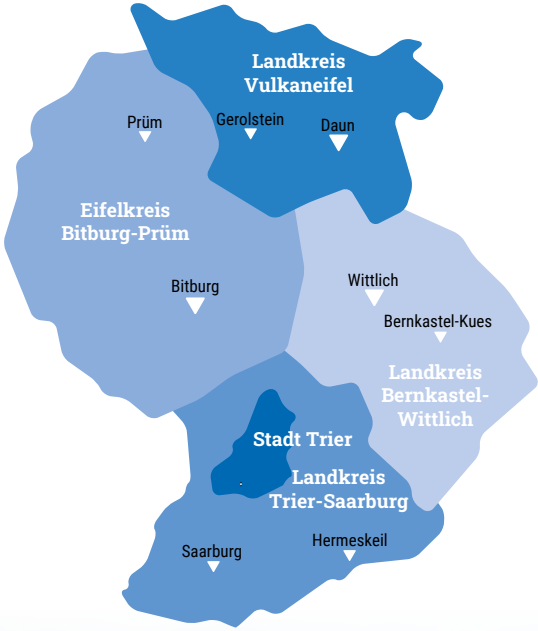 Landkreis
Vulkaneifel
Prüm
Gerolstein
Daun
Eifelkreis
Bitburg-Prüm
Bitburg
Wittlich
Bernkastel-Kues
Landkreis
Bernkastel-
Wittlich
Stadt Trier
Landkreis
Trier-Saarburg
Hermeskeil
Saarburg